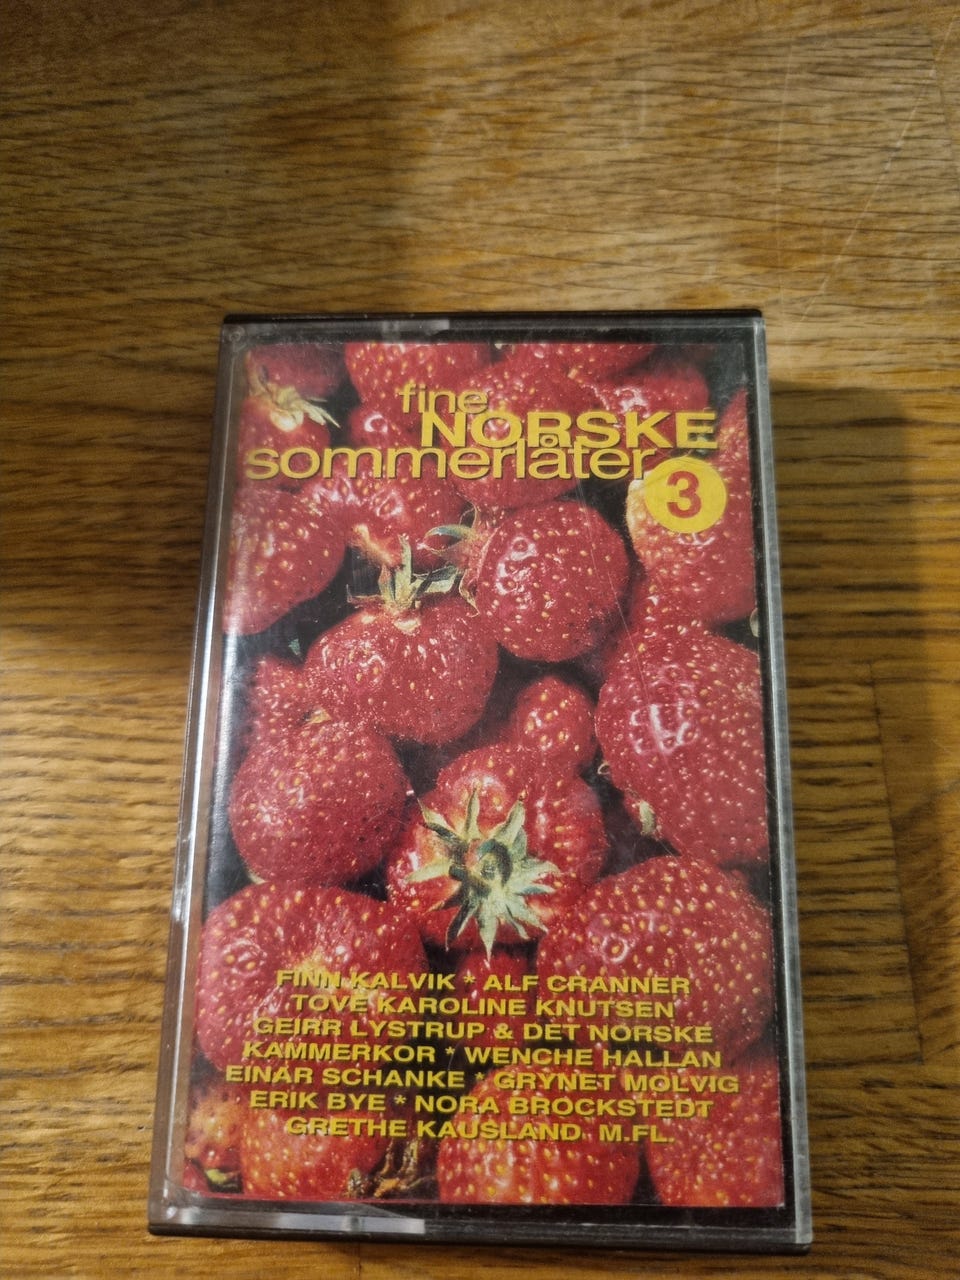 fine
NORSKE
sommerlåter
3
FINN KALVIK * ALF CRANNER
TOVE KAROLINE KNUTSEN
GEIRR LYSTRUP & DET NORSKE
KAMMERKOR * WENCHE HALLAN
EINAR SCHANKE * GRYNET MOLVIG
ERIK BYE * NORA BROCKSTEDT
GRETHE KAUSLAND M.FL.